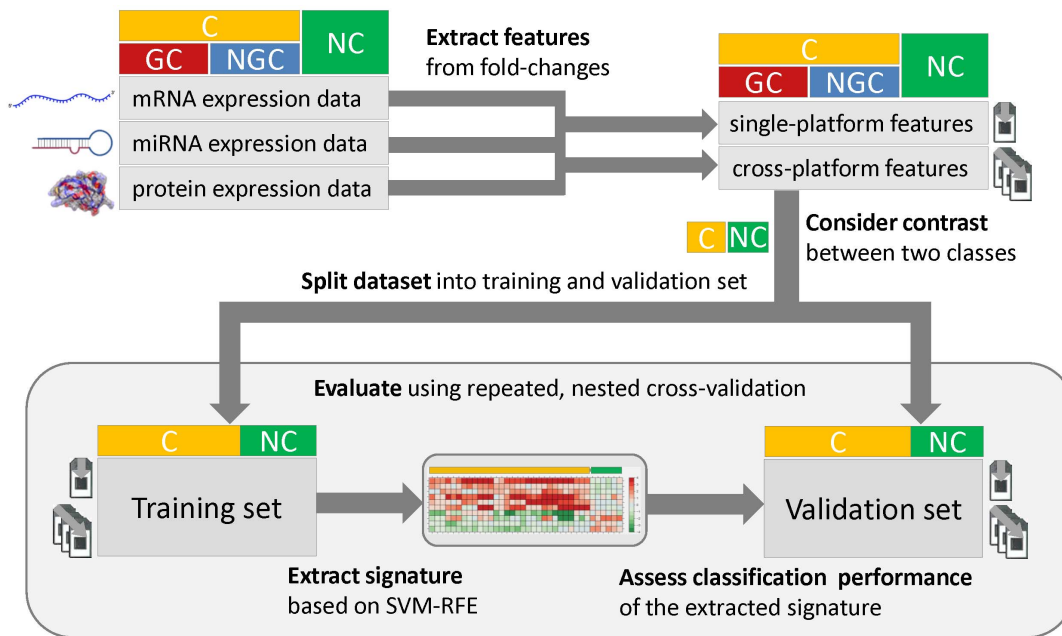 C
NC
GC
NGC
mRNA expression data
miRNA expression data
protein expression data
5'
3'
Extract features
from fold-changes
C
NC
GC
NGC
single-platform features
cross-platform features
C
NC
Consider contrast
between two classes
Split dataset into training and validation set
Evaluate using repeated, nested cross-validation
C
NC
Training set
C
NC
Validation set
Extract signature
based on SVM-RFE
Assess classification performance
of the extracted signature